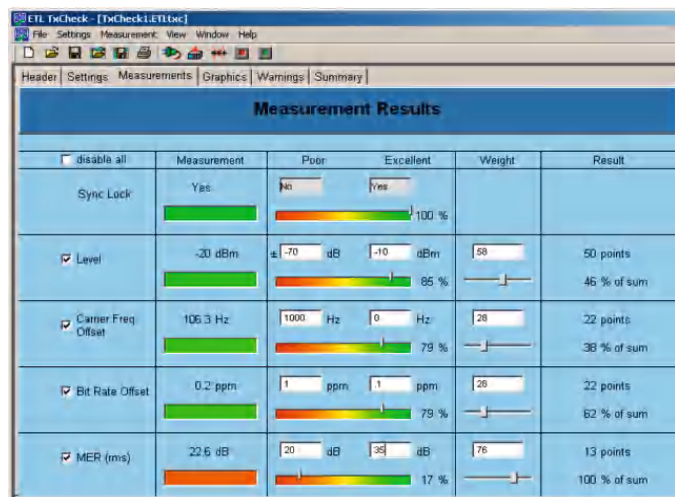 ETL TxCheck - [TxCheck1.ETLtxc]
File Settings Measurement View Window Help
Header Settings Measurements Graphics Warnings Summary
Measurement Results
disable all Measurement Poor Excellent Weight Result
Sync Lock Yes No Yes
100 %
Level -20 dBm ± -70 dB -10 dBm 58 50 points
85 % 46 % of sum
Carrier Freq. Offset 106.3 Hz 1000 Hz 0 Hz 28 22 points
79 % 38 % of sum
Bit Rate Offset 0.2 ppm 1 ppm .1 ppm 28 22 points
79 % 62 % of sum
MER (rms) 22.6 dB 20 dB 35 dB 76 13 points
17 % 100 % of sum